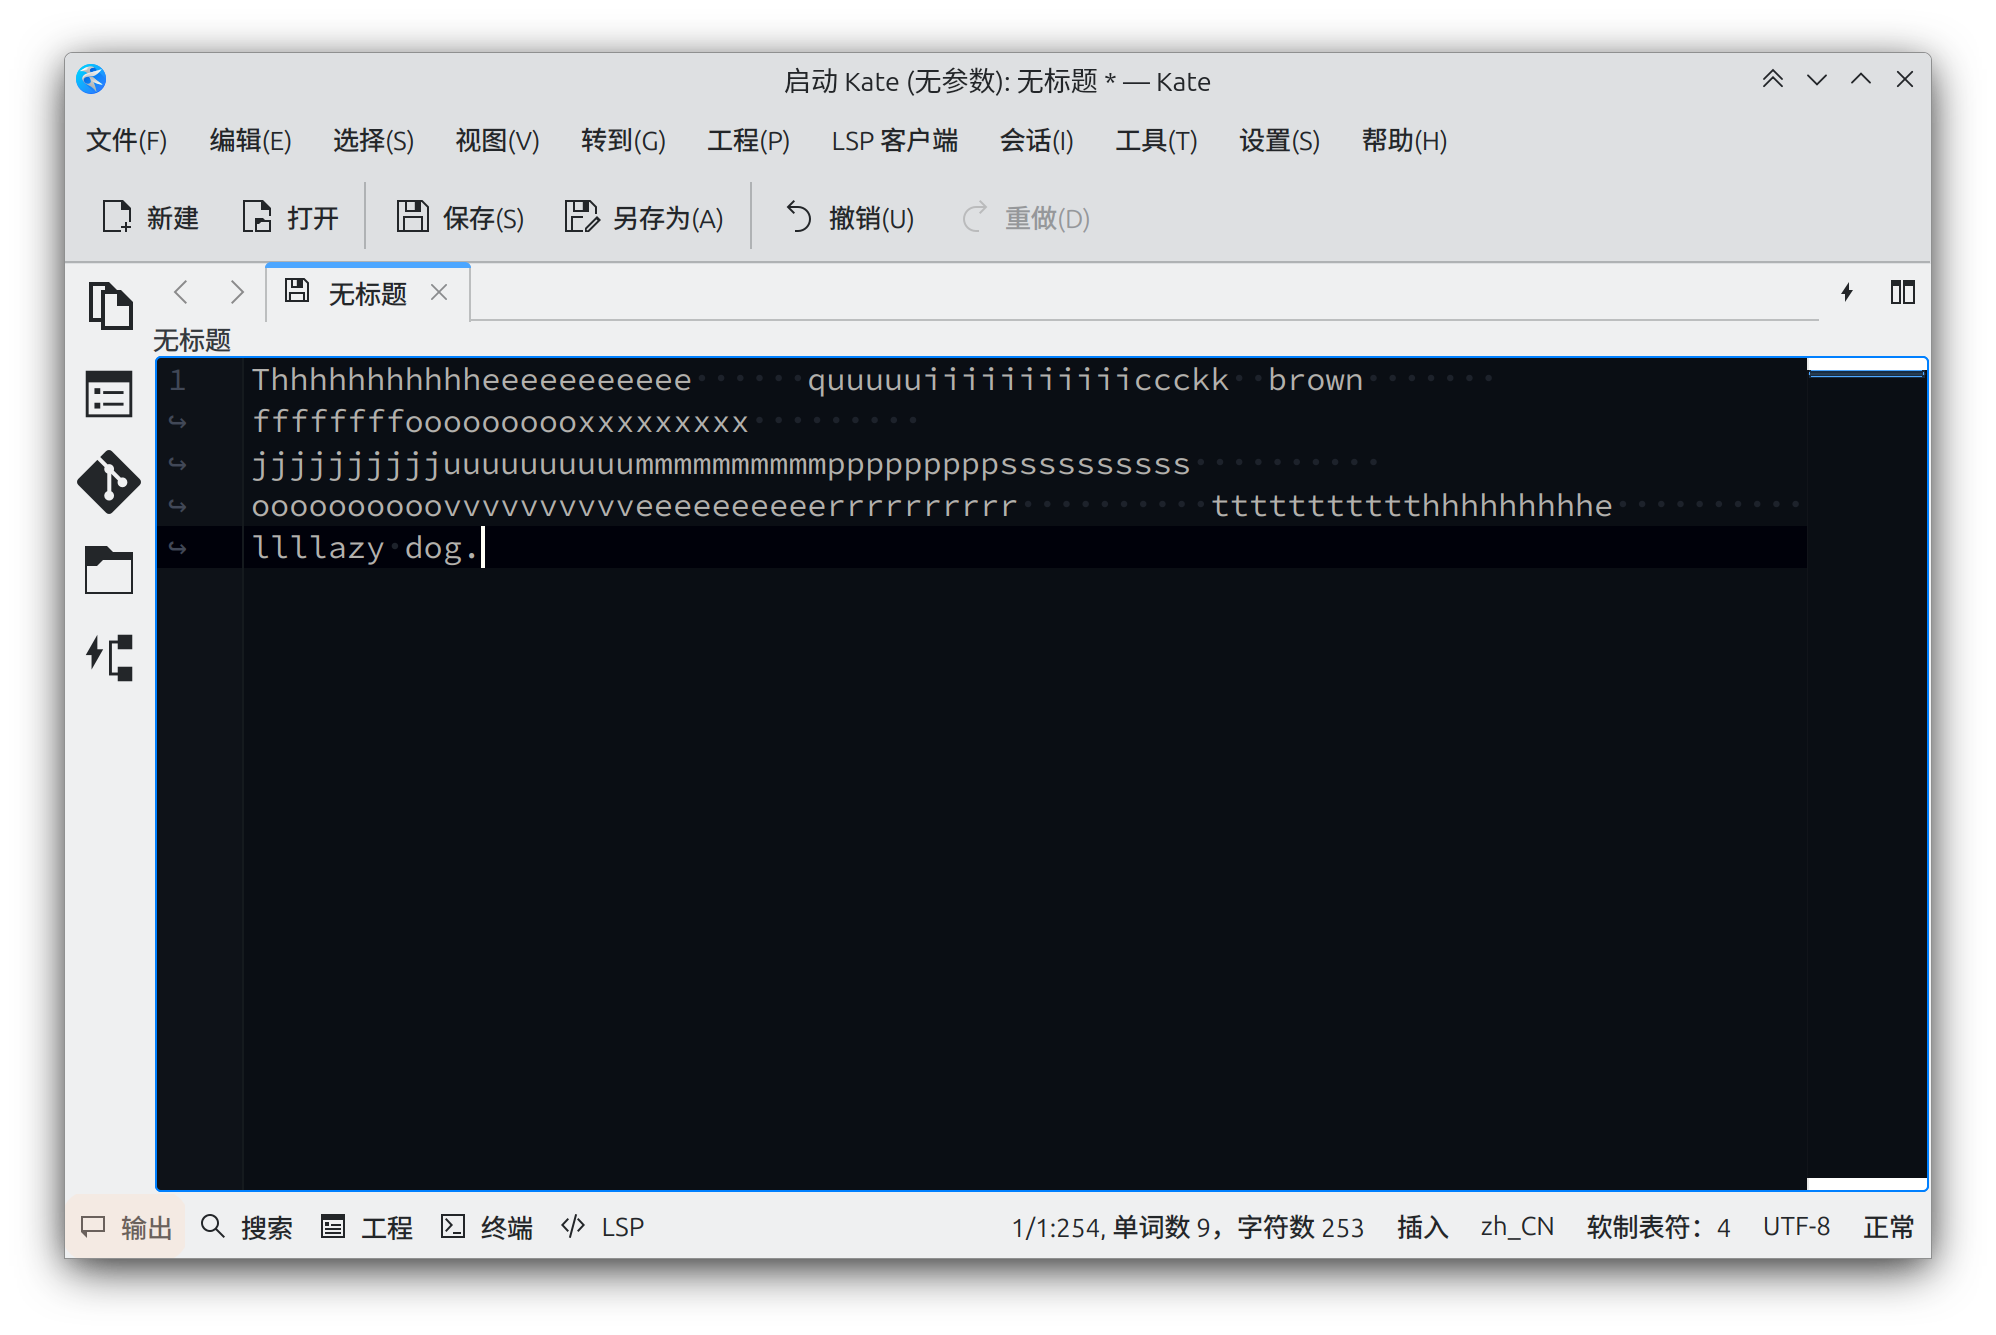 启动 Kate (无参数): 无标题 * — Kate
文件(F) 编辑(E) 选择(S) 视图(V) 转到(G) 工程(P) LSP 客户端 会话(I) 工具(T) 设置(S) 帮助(H)
新建 打开 保存(S) 另存为(A) 撤销(U) 重做(D)
无标题
无标题
1 Thhhhhhhhhhheeeeeeeeeee      quuuuuiiiiiiiiiiiccckk  brown
ffffffffoooooooooxxxxxxxxx
jjjjjjjjjjuuuuuuuuuummmmmmmmmmpppppppppssssssssss
oooooooooovvvvvvvvvveeeeeeeeeerrrrrrrrrr          ttttttttttthhhhhhhhhe
llllazy dog.
输出 搜索 工程 终端 LSP 1/1:254, 单词数 9，字符数 253 插入 zh_CN 软制表符：4 UTF-8 正常